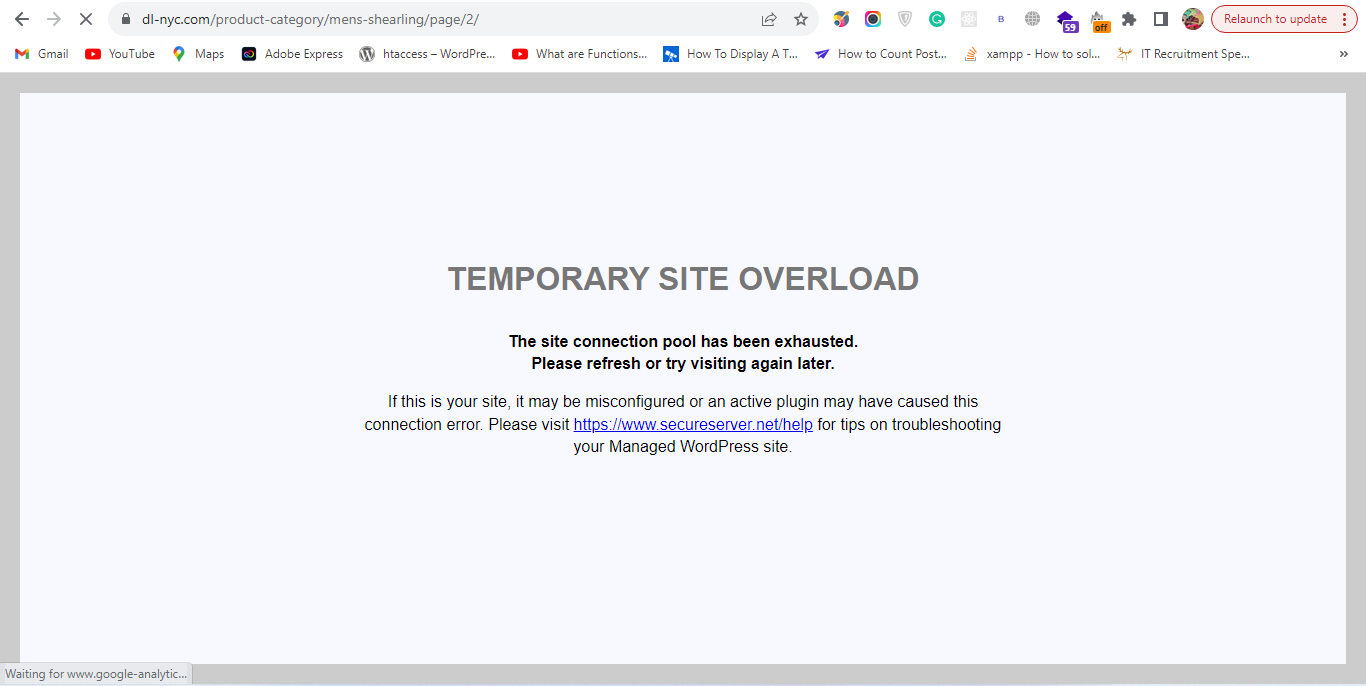 dl-nyc.com/product-category/mens-shearling/page/2/
B
59
off
Relaunch to update
Gmail
YouTube
Maps
Adobe Express
htaccess – WordPre...
What are Functions...
How To Display A T...
How to Count Post...
xampp - How to sol...
IT Recruitment Spe...
»
TEMPORARY SITE OVERLOAD
The site connection pool has been exhausted.
Please refresh or try visiting again later.
If this is your site, it may be misconfigured or an active plugin may have caused this
connection error. Please visit https://www.secureserver.net/help for tips on troubleshooting
your Managed WordPress site.
Waiting for www.google-analytic...